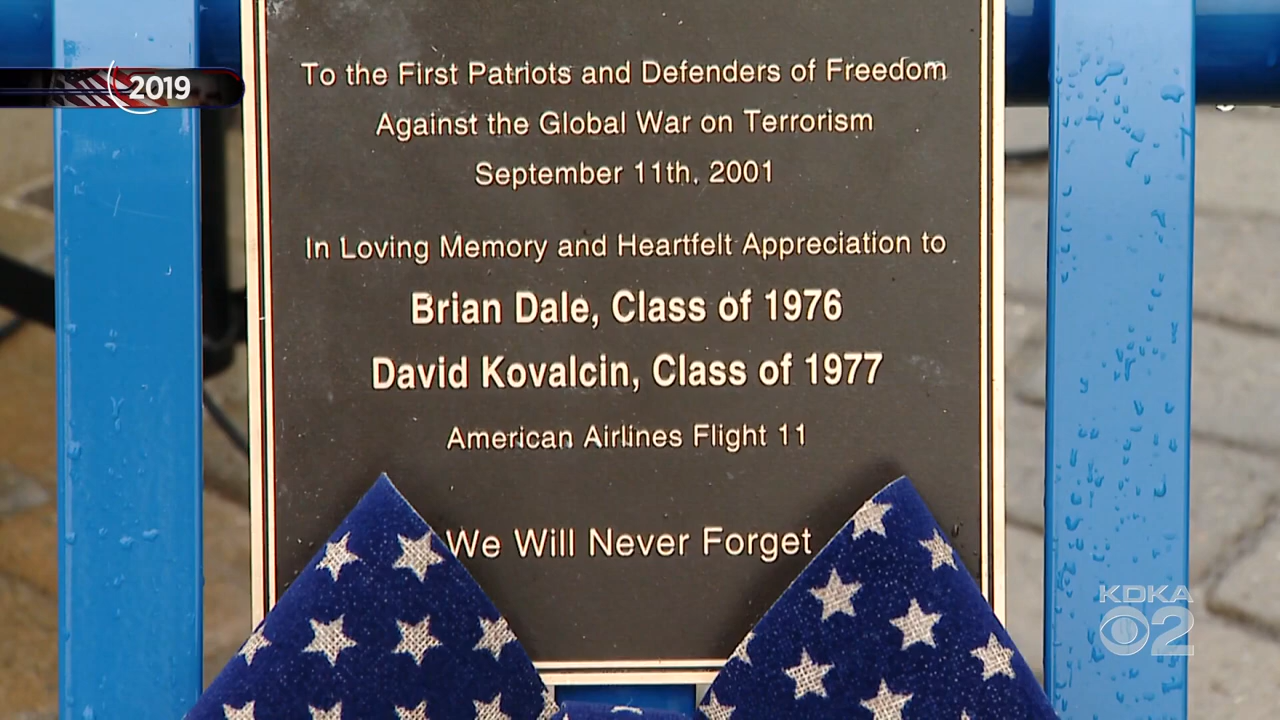 2019
To the First Patriots and Defenders of Freedom
Against the Global War on Terrorism
September 11th, 2001
In Loving Memory and Heartfelt Appreciation to
Brian Dale, Class of 1976
David Kovalcin, Class of 1977
American Airlines Flight 11
We Will Never Forget
KDKA
2